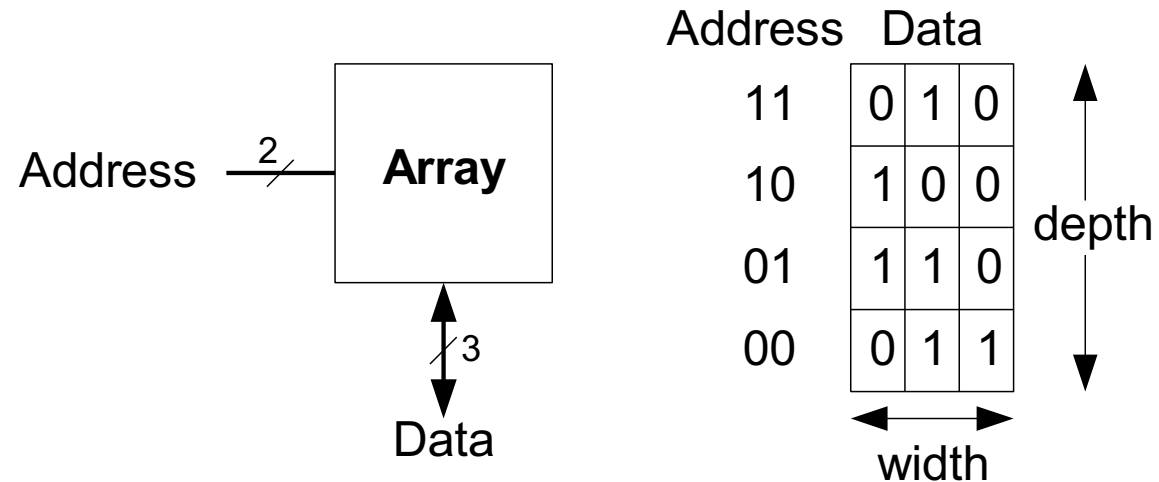 Address
2
Array
3
Data
Address Data
11 0 1 0
10 1 0 0
01 1 1 0
00 0 1 1
depth
width